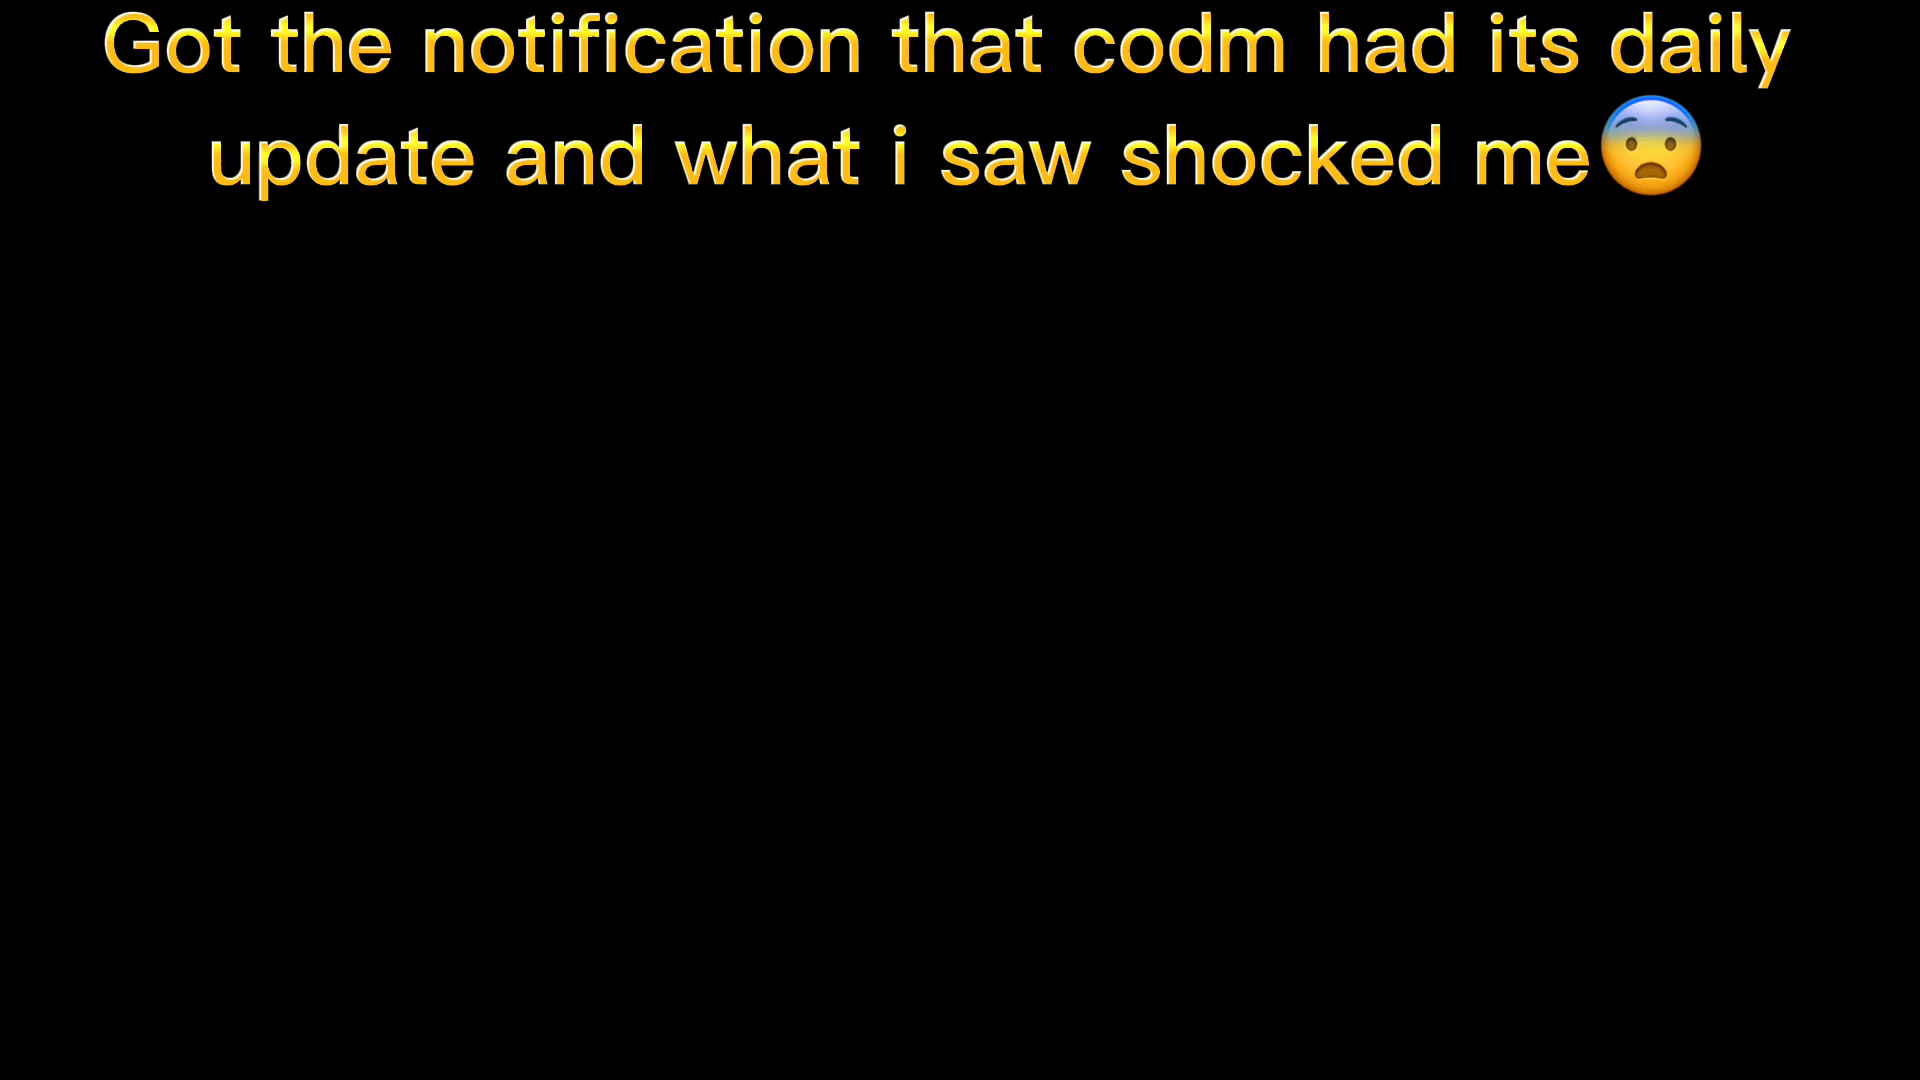 Got the notification that codm had its daily
update and what i saw shocked me😨